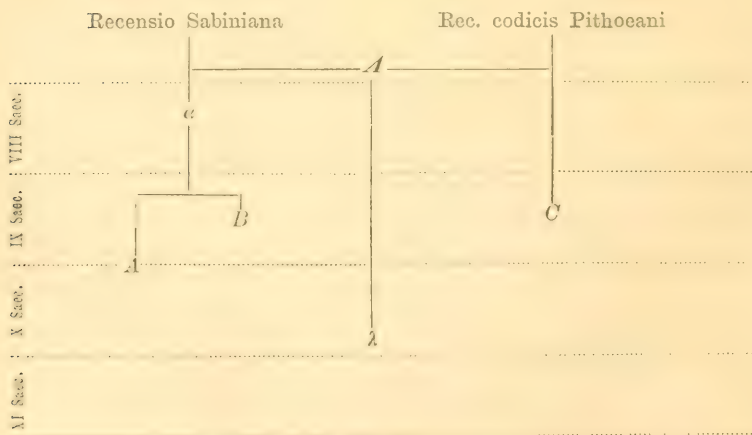 Recensio Sabiniana Rec. codicis Pithoeani
VIII Saec.
α
IX Saec.
B
C
A
X Saec.
λ
XI Saec.